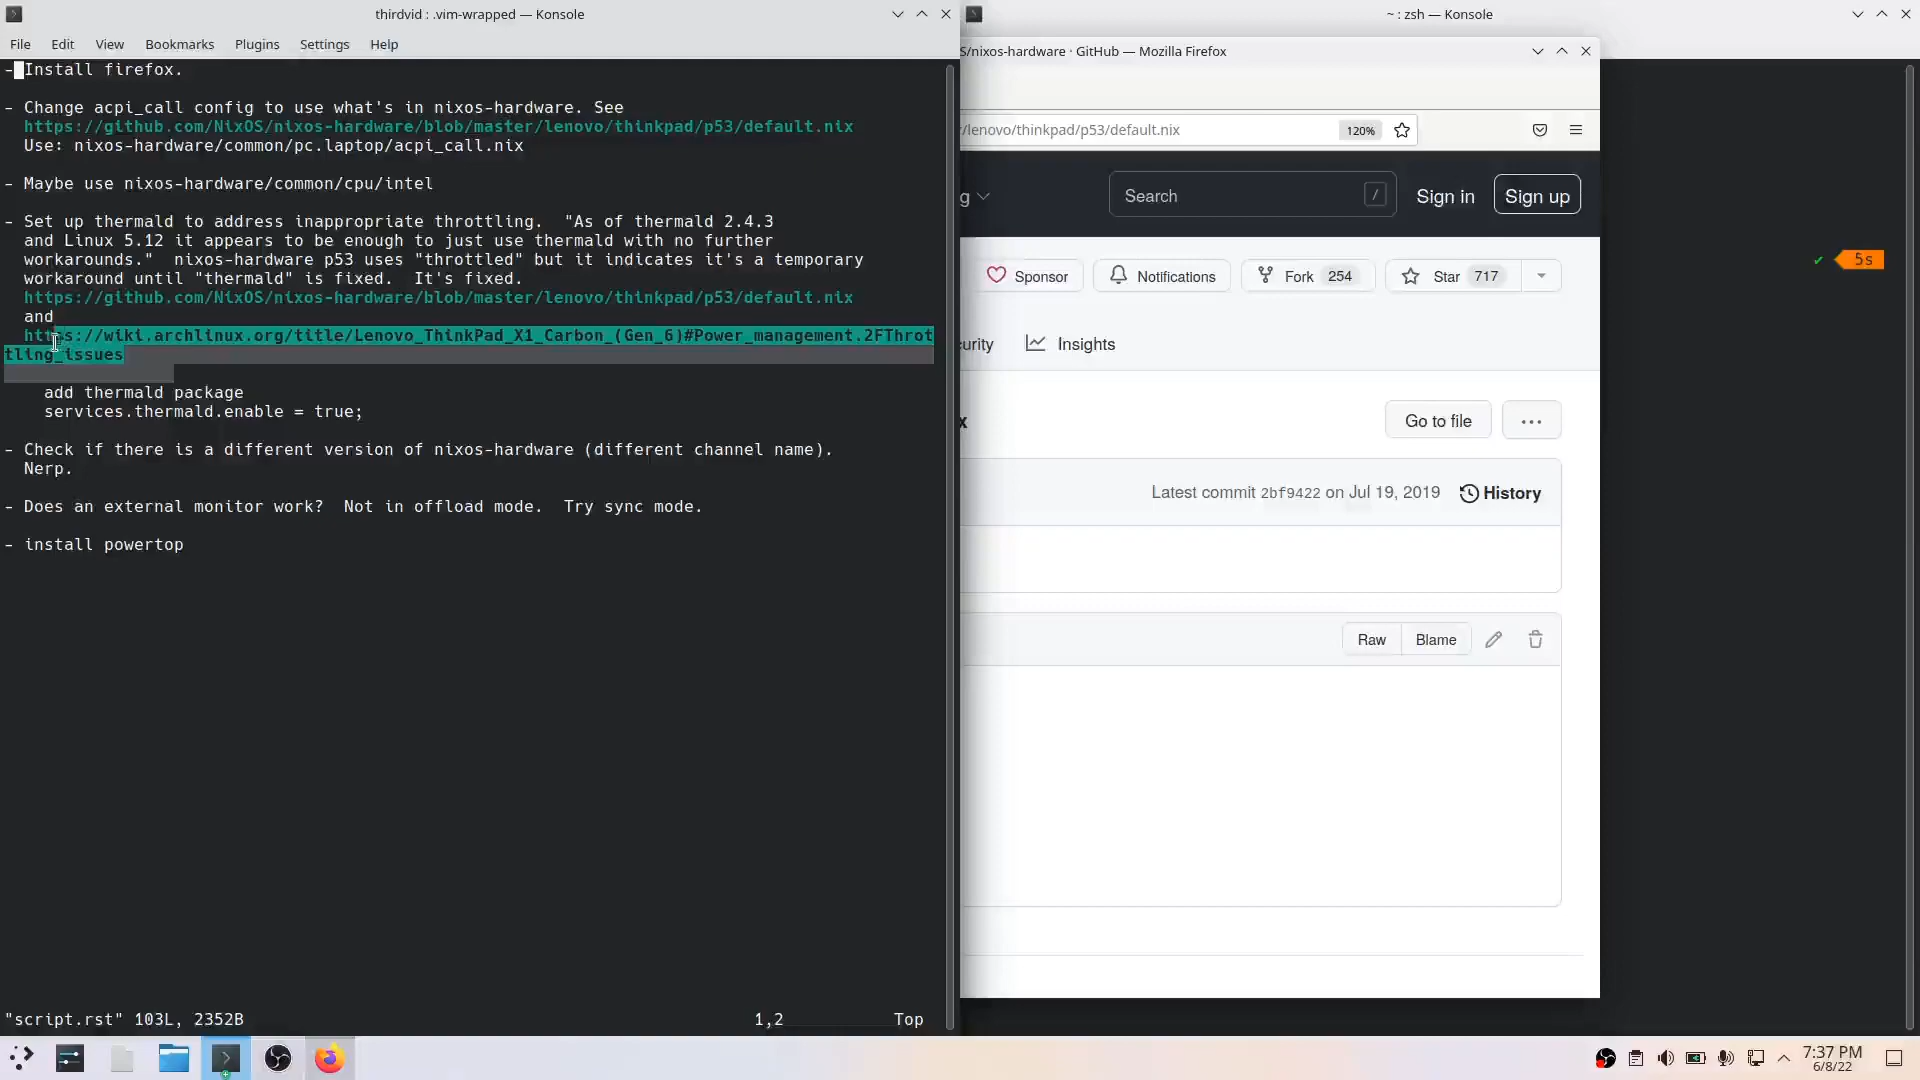 thirdvid : .vim-wrapped — Konsole
File Edit View Bookmarks Plugins Settings Help
- Install firefox.
- Change acpi_call config to use what's in nixos-hardware. See
https://github.com/NixOS/nixos-hardware/blob/master/lenovo/thinkpad/p53/default.nix
Use: nixos-hardware/common/pc.laptop/acpi_call.nix
- Maybe use nixos-hardware/common/cpu/intel
- Set up thermald to address inappropriate throttling.  "As of thermald 2.4.3
and Linux 5.12 it appears to be enough to just use thermald with no further
workarounds."  nixos-hardware p53 uses "throttled" but it indicates it's a temporary
workaround until "thermald" is fixed.  It's fixed.
https://github.com/NixOS/nixos-hardware/blob/master/lenovo/thinkpad/p53/default.nix
and
https://wiki.archlinux.org/title/Lenovo_ThinkPad_X1_Carbon_(Gen_6)#Power_management.2FThrot
tling_issues
add thermald package
services.thermald.enable = true;
- Check if there is a different version of nixos-hardware (different channel name).
Nerp.
- Does an external monitor work?  Not in offload mode.  Try sync mode.
- install powertop
"script.rst" 103L, 2352B 1,2 Top
~ : zsh — Konsole
S/nixos-hardware · GitHub — Mozilla Firefox
/lenovo/thinkpad/p53/default.nix 120%
g Search / Sign in Sign up
Sponsor Notifications Fork 254 Star 717
curity Insights
x Go to file ...
Latest commit 2bf9422 on Jul 19, 2019 History
Raw Blame
✔ 5s
7:37 PM
6/8/22